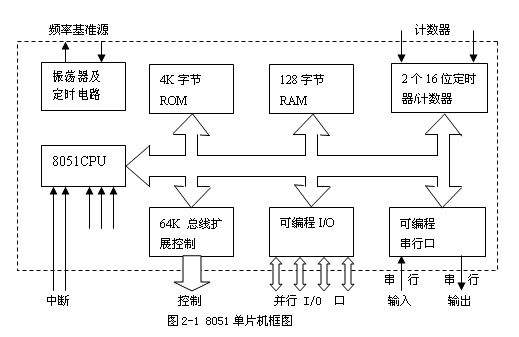 频率基准源
计数器
振荡器及
定时电路
4K 字节
ROM
128 字节
RAM
2 个 16 位定时
器/计数器
8051CPU
64K 总线扩
展控制
可编程 I/O
可编程
串行口
串 行
串 行
中断
控制
并行 I/O 口
输入
输出
图 2-1 8051 单片机框图